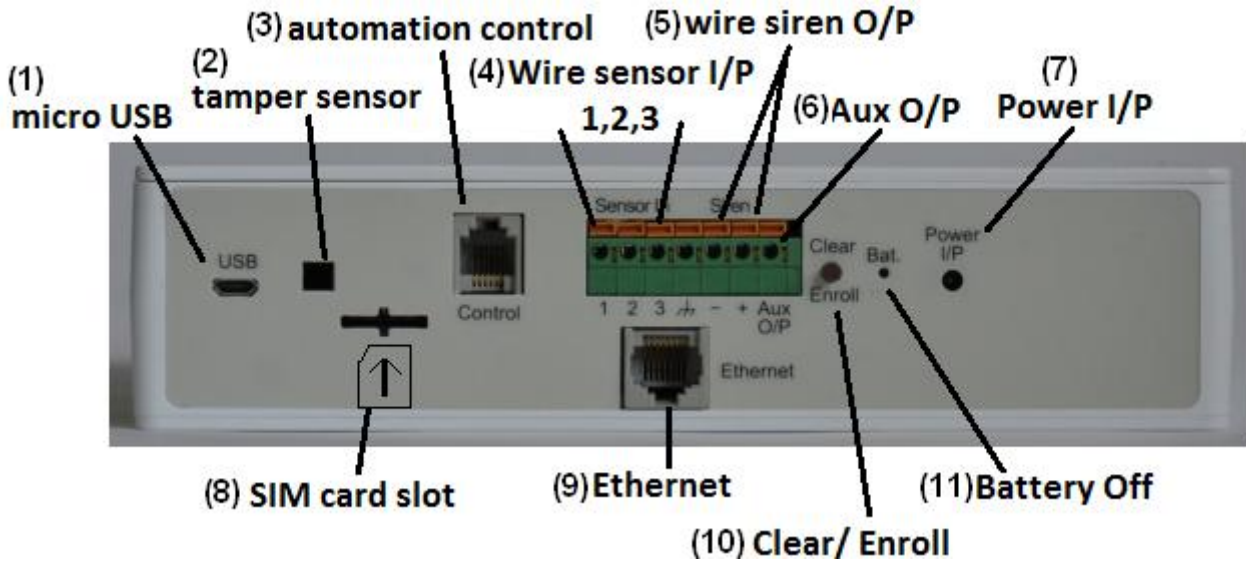 (3) automation control
(5) wire siren O/P
(1)
micro USB
(2)
tamper sensor
(4) Wire sensor I/P
1,2,3
(6) Aux O/P
(7)
Power I/P
USB
Control
Sensor IN
Siren
1 2 3 - + Aux
O/P
Clear
Enroll
Bat.
Power
I/P
Ethernet
(8) SIM card slot
(9) Ethernet
(10) Clear/ Enroll
(11) Battery Off